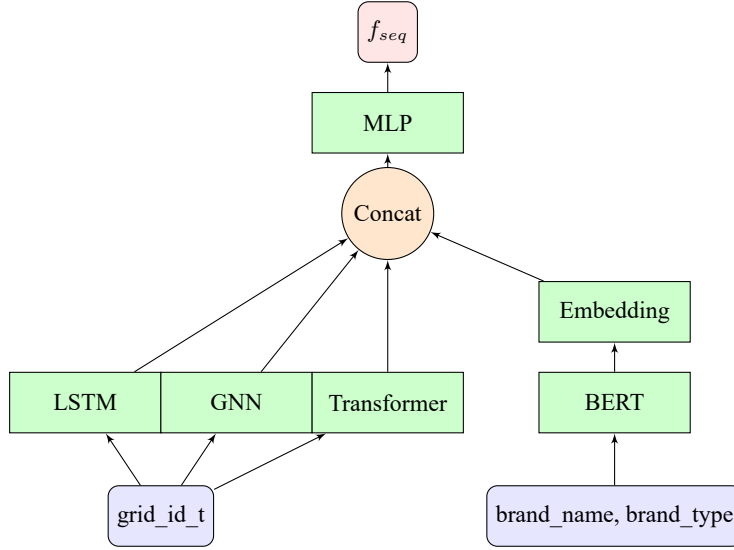 f_seq
MLP
Concat
Embedding
LSTM
GNN
Transformer
BERT
grid_id_t
brand_name, brand_type